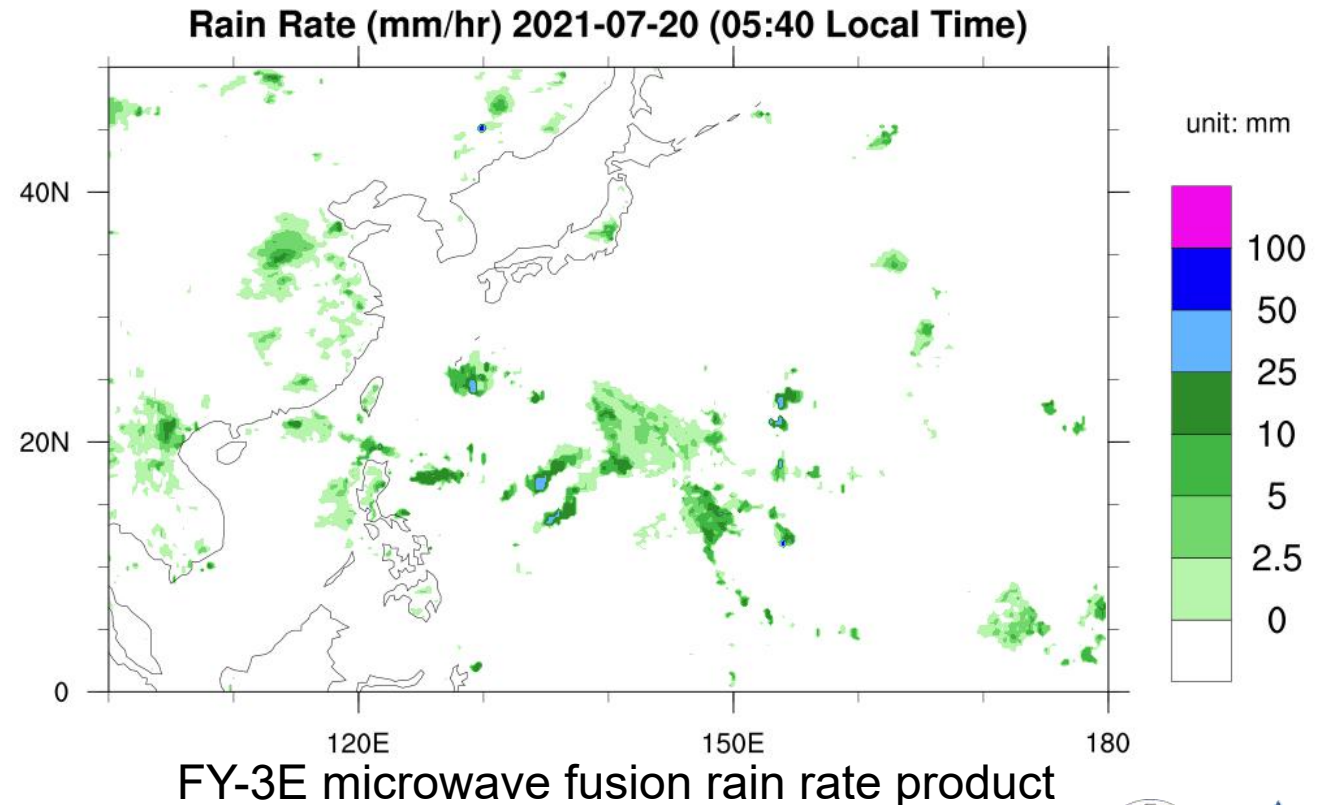 Rain Rate (mm/hr) 2021-07-20 (05:40 Local Time)
unit: mm
40N
20N
0
120E
150E
180
100
50
25
10
5
2.5
0
FY-3E microwave fusion rain rate product